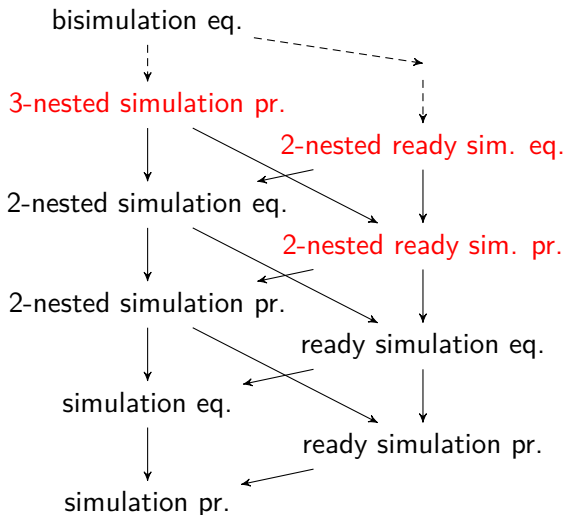 bisimulation eq.
3-nested simulation pr.
2-nested ready sim. eq.
2-nested simulation eq.
2-nested ready sim. pr.
2-nested simulation pr.
ready simulation eq.
simulation eq.
ready simulation pr.
simulation pr.